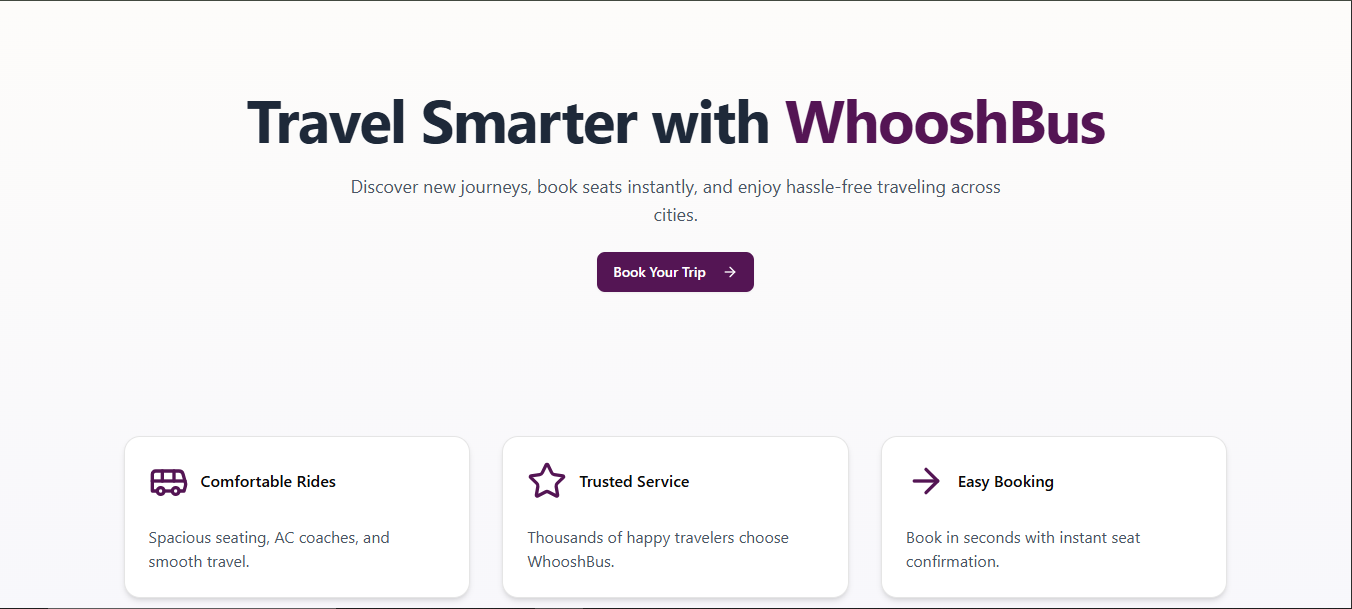 Travel Smarter with WhooshBus
Discover new journeys, book seats instantly, and enjoy hassle-free traveling across
cities.
Book Your Trip
Comfortable Rides
Spacious seating, AC coaches, and
smooth travel.
Trusted Service
Thousands of happy travelers choose
WhooshBus.
Easy Booking
Book in seconds with instant seat
confirmation.